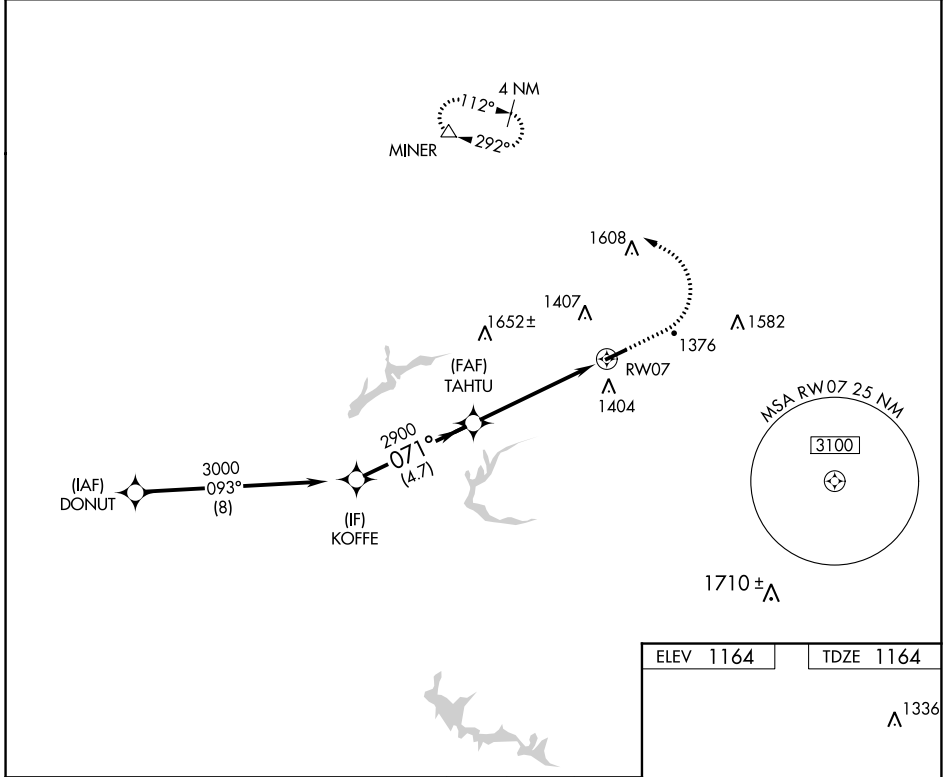 4 NM
112°
292°
MINER
1608
1407
1652±
1582
1376
(FAF)
TAHTU
RW07
1404
MSA RW07 25 NM
3100
2900
071°
(4.7)
3000
093°
(8)
(IAF)
DONUT
(IF)
KOFFE
1710 ±
ELEV 1164
TDZE 1164
1336